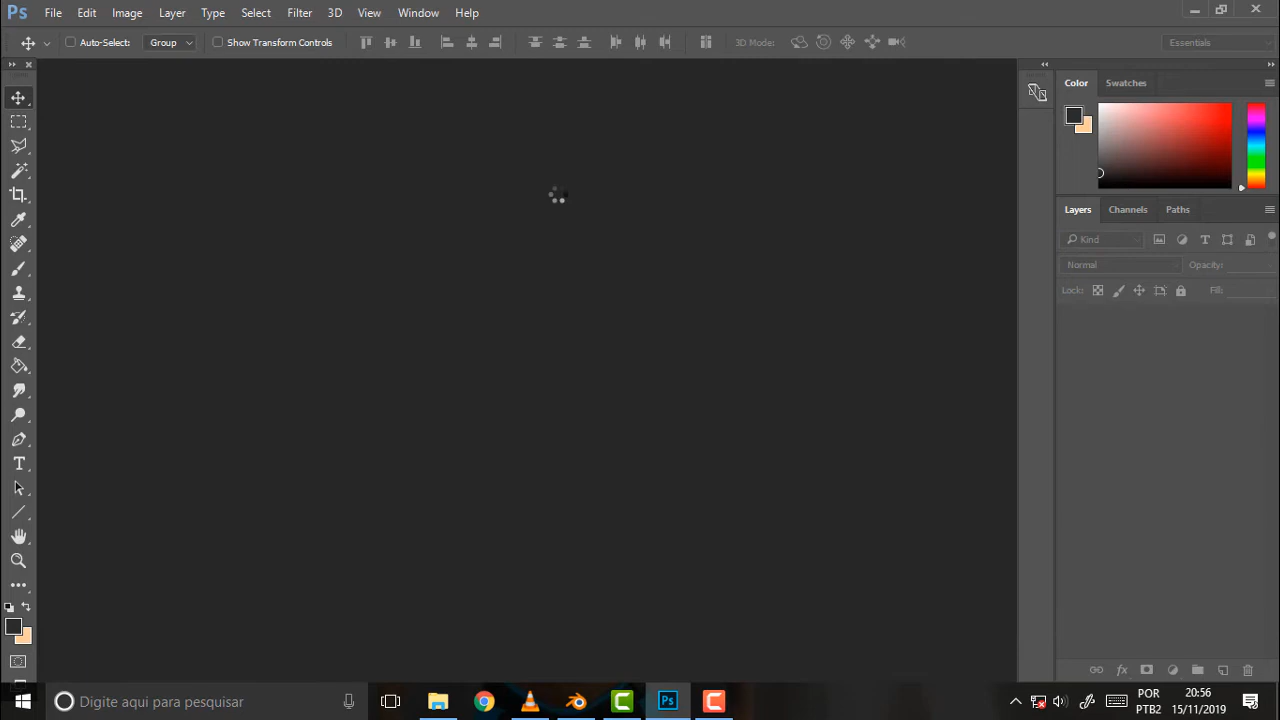 Ps File Edit Image Layer Type Select Filter 3D View Window Help
Auto-Select: Group Show Transform Controls 3D Mode: Essentials
Color Swatches
Layers Channels Paths
Kind
Normal Opacity:
Lock: Fill:
Digite aqui para pesquisar
Ps
POR
PTB2
20:56
15/11/2019